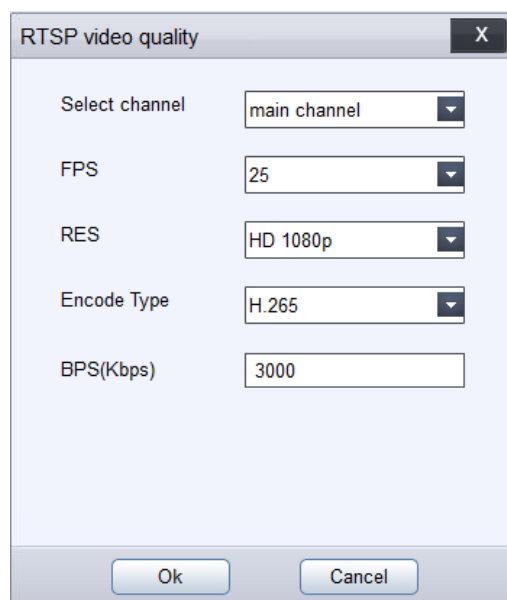 RTSP video quality X
Select channel main channel
FPS 25
RES HD 1080p
Encode Type H.265
BPS(Kbps) 3000
Ok Cancel